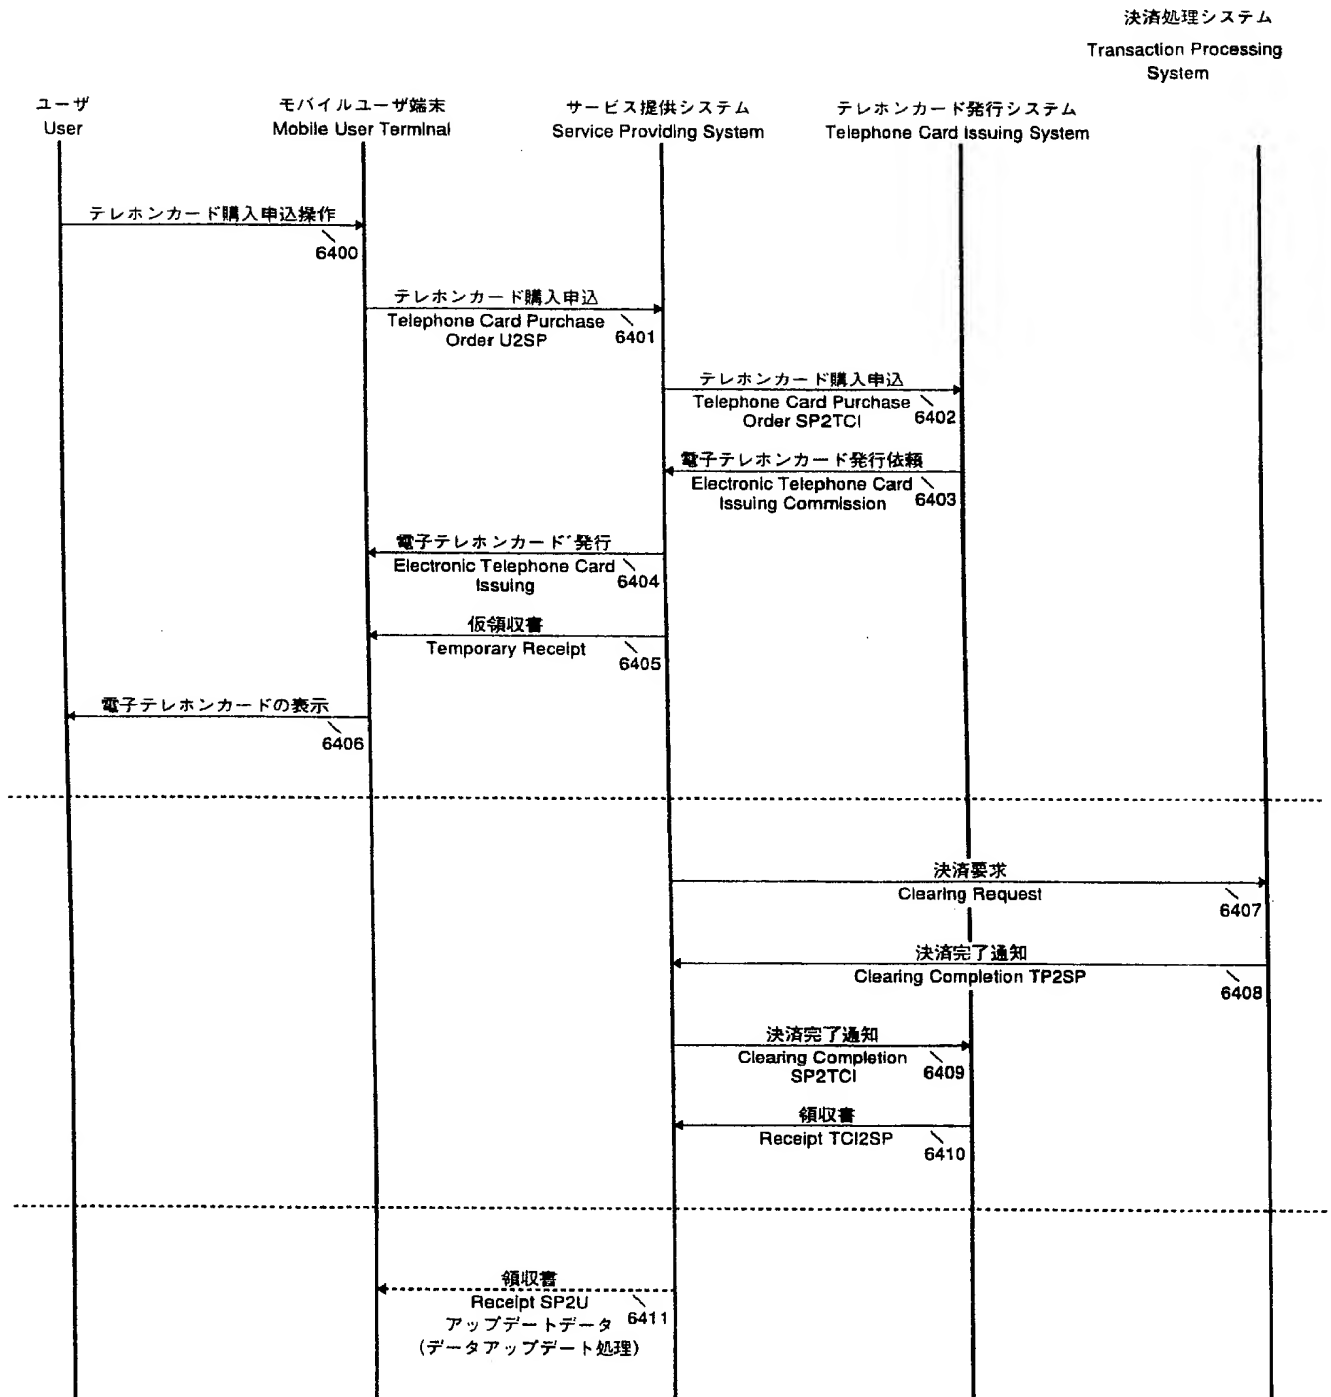 決済処理システム
Transaction Processing
System
ユーザ
User
モバイルユーザ端末
Mobile User Terminal
サービス提供システム
Service Providing System
テレホンカード発行システム
Telephone Card Issuing System
テレホンカード購入申込操作
6400
テレホンカード購入申込
Telephone Card Purchase
Order U2SP
6401
テレホンカード購入申込
Telephone Card Purchase
Order SP2TCI
6402
電子テレホンカード発行依頼
Electronic Telephone Card
Issuing Commission
6403
電子テレホンカード発行
Electronic Telephone Card
Issuing
6404
仮領収書
Temporary Receipt
6405
電子テレホンカードの表示
6406
決済要求
Clearing Request
6407
決済完了通知
Clearing Completion TP2SP
6408
決済完了通知
Clearing Completion
SP2TCI
6409
領収書
Receipt TCI2SP
6410
領収書
Receipt SP2U
6411
アップデートデータ
(データアップデート処理)